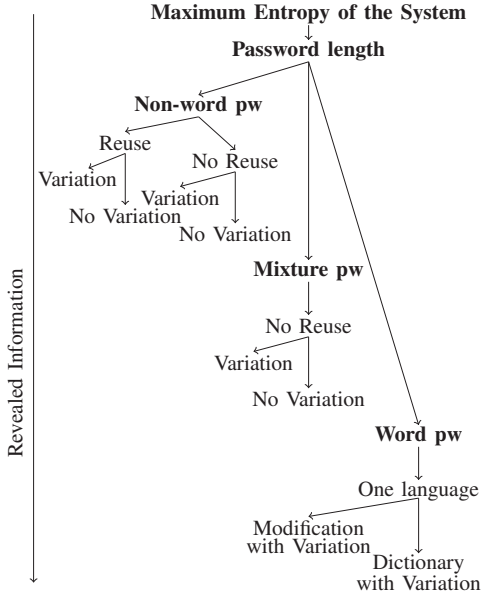 Maximum Entropy of the System
Password length
Non-word pw
Reuse
No Reuse
Variation
Variation
No Variation
No Variation
Mixture pw
No Reuse
Variation
No Variation
Word pw
One language
Modification
with Variation
Dictionary
with Variation
Revealed Information